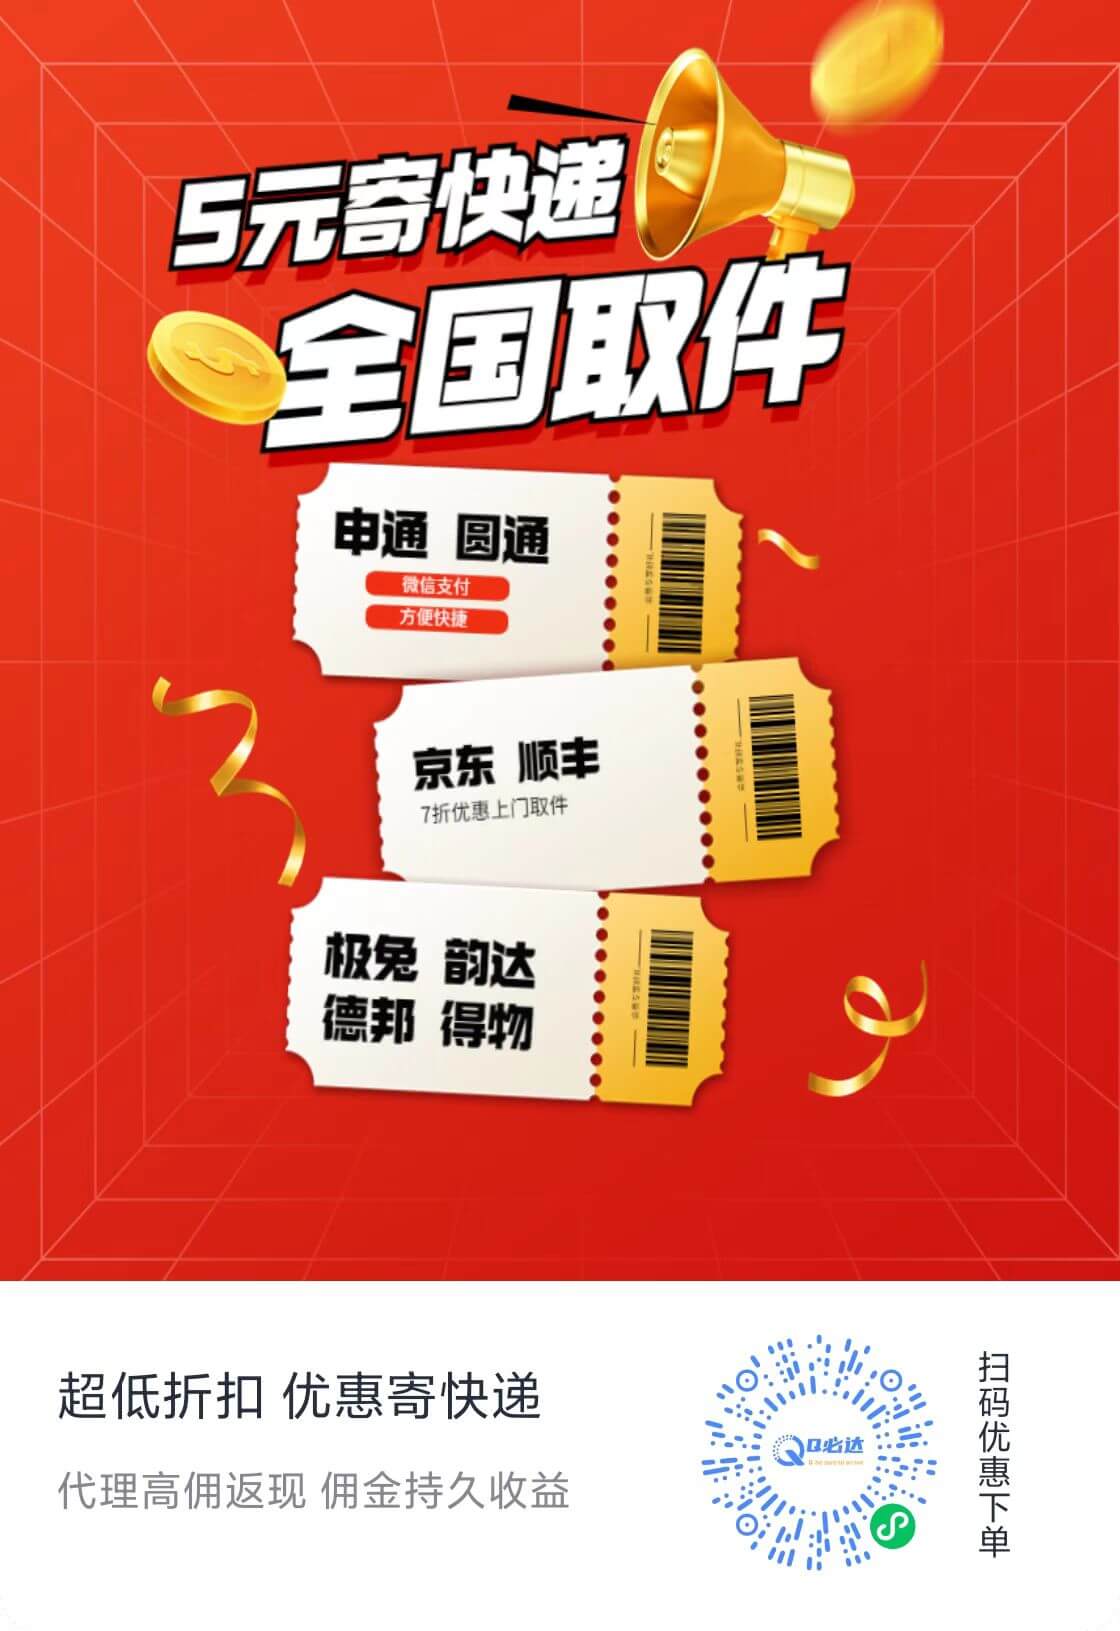 5元寄快递
全国取件
申通 圆通
微信支付
方便快捷
京东 顺丰
7折优惠上门取件
极兔 韵达
德邦 得物
超低折扣 优惠寄快递
代理高佣返现 佣金持久收益
Q必达
扫码优惠下单